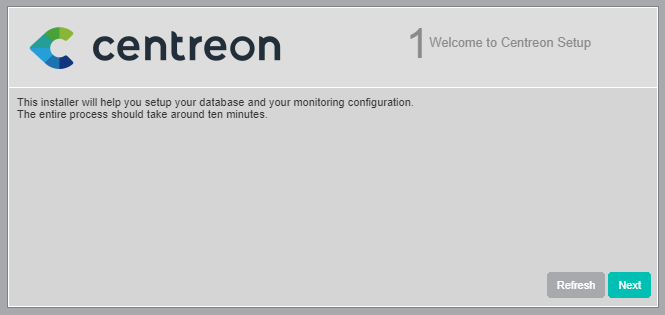 centreon
1 Welcome to Centreon Setup
This installer will help you setup your database and your monitoring configuration.
The entire process should take around ten minutes.
Refresh
Next